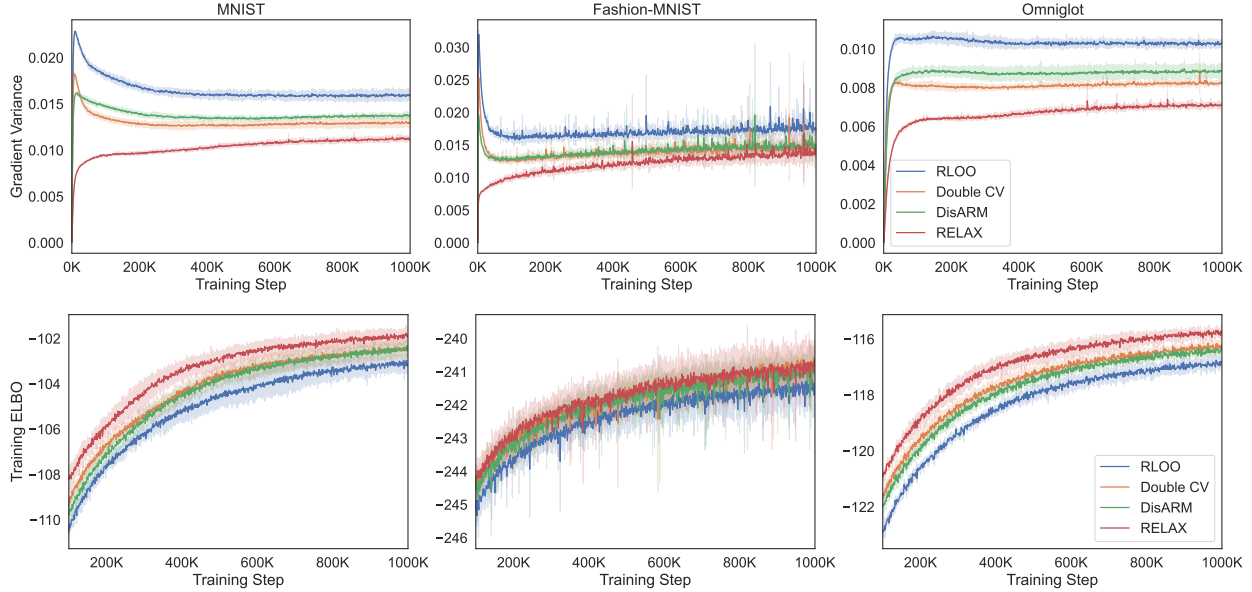 MNIST
Fashion-MNIST
Omniglot
Gradient Variance
0.020
0.015
0.010
0.005
0.000
0K 200K 400K 600K 800K 1000K
Training Step
0.030
0.025
0.020
0.015
0.010
0.005
0.000
0K 200K 400K 600K 800K 1000K
Training Step
0.010
0.008
0.006
0.004
0.002
0.000
RLOO
Double CV
DisARM
RELAX
0K 200K 400K 600K 800K 1000K
Training Step
Training ELBO
−102
−104
−106
−108
−110
200K 400K 600K 800K 1000K
Training Step
−240
−241
−242
−243
−244
−245
−246
200K 400K 600K 800K 1000K
Training Step
−116
−118
−120
−122
RLOO
Double CV
DisARM
RELAX
200K 400K 600K 800K 1000K
Training Step